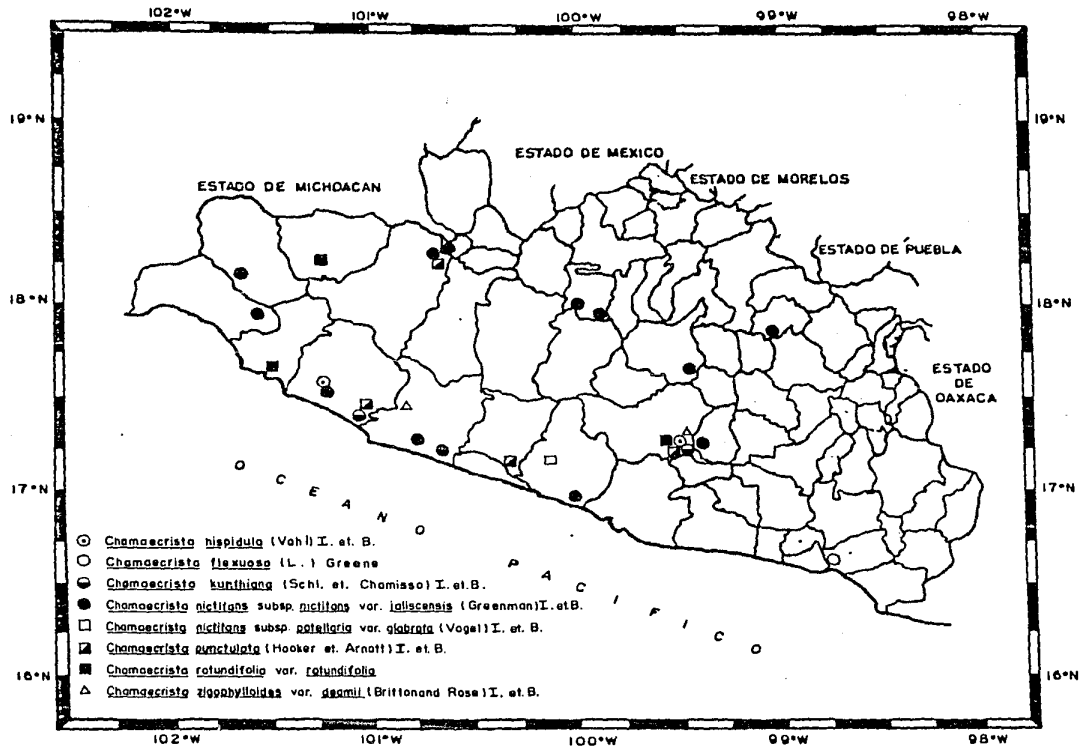 102°W 101°W 100°W 99°W 98°W
19°N 19°N
ESTADO DE MEXICO
ESTADO DE MICHOACAN
ESTADO DE MORELOS
ESTADO DE PUEBLA
18°N 18°N
ESTADO
DE
OAXACA
17°N 17°N
OCEANO PACIFICO
Chamaecrista hispidula (Vahl) I. et. B.
Chamaecrista flexuosa (L.) Greene
Chamaecrista kunthiana (Schl. et. Chamisso) I. et. B.
Chamaecrista nictitans subsp. nictitans var. jaliscensis (Greenman) I. et. B.
Chamaecrista nictitans subsp. patellaria var. glabrata (Vogel) I. et. B.
Chamaecrista punctulata (Hooker et. Arnott) I. et. B.
Chamaecrista rotundifolia var. rotundifolia
Chamaecrista zigophylloides var. deamii (Britton and Rose) I. et. B.
16°N 16°N
102°W 101°W 100°W 99°W 98°W